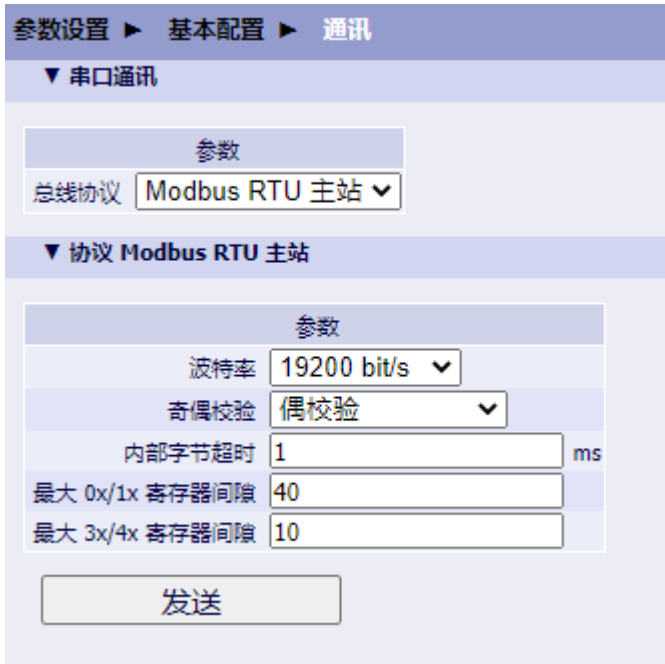 参数设置 ► 基本配置 ► 通讯
▼ 串口通讯
参数
总线协议 Modbus RTU 主站
▼ 协议 Modbus RTU 主站
参数
波特率 19200 bit/s
奇偶校验 偶校验
内部字节超时 1 ms
最大 0x/1x 寄存器间隙 40
最大 3x/4x 寄存器间隙 10
发送